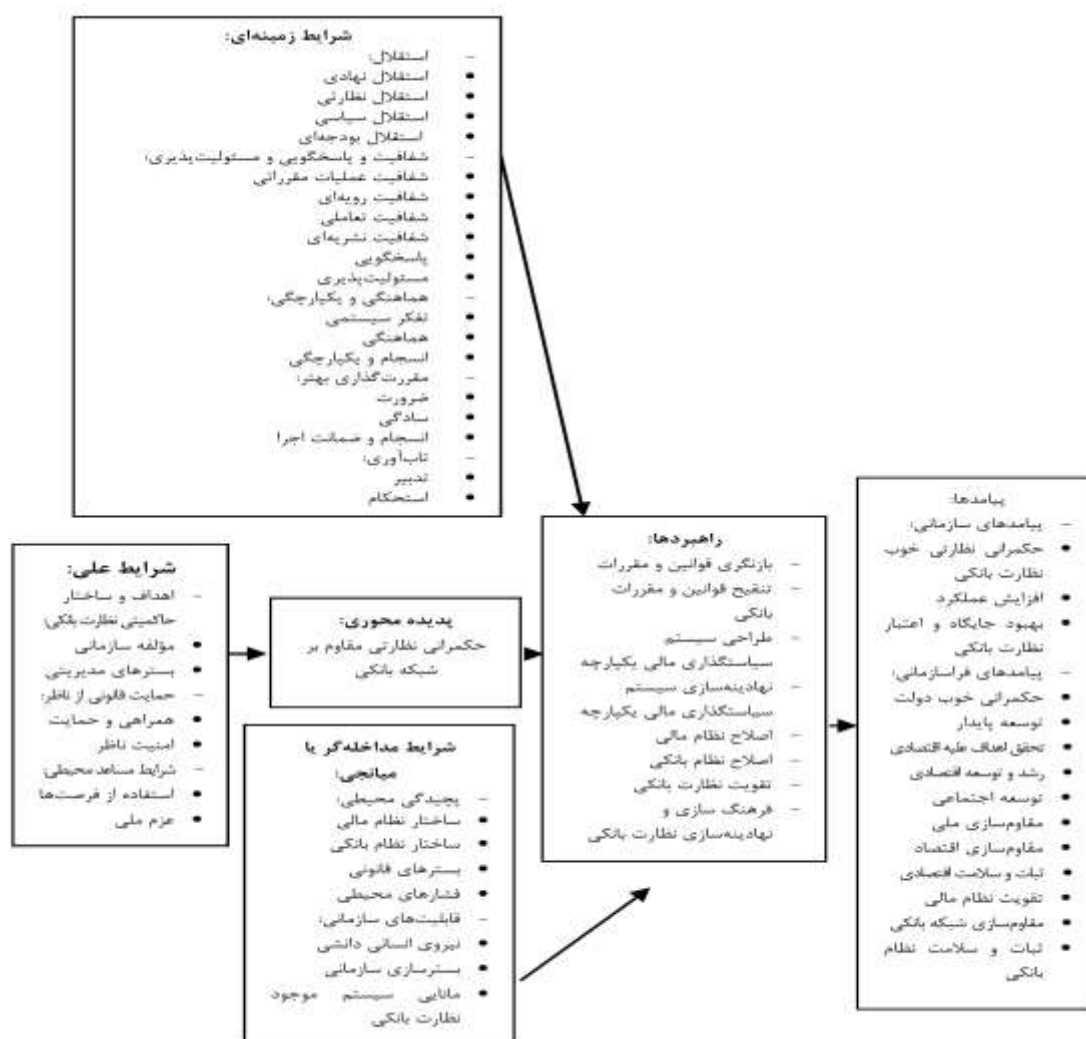 شرایط زمینه‌ای:
– استقلال:
• استقلال نهادی
• استقلال نظارتی
• استقلال سیاسی
• استقلال بودجه‌ای
– شفافیت و پاسخگویی و مسئولیت‌پذیری:
• شفافیت عملیات مقرراتی
• شفافیت رویه‌ای
• شفافیت تعاملی
• شفافیت نشریه‌ای
• پاسخگویی
• مسئولیت‌پذیری
– هماهنگی و یکپارچگی:
• تفکر سیستمی
• هماهنگی
• انسجام و یکپارچگی
– مقررت‌گذاری بهتر:
• ضرورت
• سادگی
• انسجام و ضمانت اجرا
– تاب‌آوری:
• تدبیر
• استحکام
شرایط علی:
– اهداف و ساختار
حاکمیتی نظارت بانکی:
• مؤلفه سازمانی
• بسترهای مدیریتی
– حمایت قانونی از ناظر:
• همراهی و حمایت
• امنیت ناظر
– شرایط مساعد محیطی:
• استفاده از فرصت‌ها
• عزم ملی
پدیده محوری:
حکمرانی نظارتی مقاوم بر
شبکه بانکی
شرایط مداخله‌گر یا
میانجی:
– پچیدگی محیطی:
• ساختار نظام مالی
• ساختار نظام بانکی
• بسترهای قانونی
• فشارهای محیطی
– قابلیت‌های سازمانی:
• نیروی انسانی دانشی
• بسترسازی سازمانی
• مانایی سیستم موجود
نظارت بانکی
راهبردها:
– بازنگری قوانین و مقررات
– تنقیح قوانین و مقررات
بانکی
– طراحی سیستم
سیاستگذاری مالی یکپارچه
– نهادینه‌سازی سیستم
سیاستگذاری مالی یکپارچه
– اصلاح نظام مالی
– اصلاح نظام بانکی
– تقویت نظارت بانکی
– فرهنگ سازی و
نهادینه‌سازی نظارت بانکی
پیامدها:
– پیامدهای سازمانی:
• حکمرانی نظارتی خوب
نظارت بانکی
• افزایش عملکرد
• بهبود جایگاه و اعتبار
نظارت بانکی
– پیامدهای فراسازمانی:
• حکمرانی خوب دولت
• توسعه پایدار
• تحقق اهداف علیه اقتصادی
• رشد و توسعه اقتصادی
• توسعه اجتماعی
• مقاوم‌سازی ملی
• مقاوم‌سازی اقتصاد
• ثبات و سلامت اقتصادی
• تقویت نظام مالی
• مقاوم‌سازی شبکه بانکی
• ثبات و سلامت نظام
بانکی